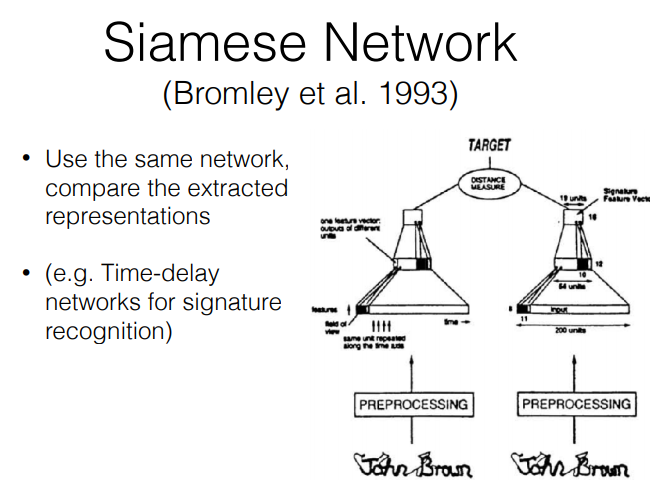 Siamese Network
(Bromley et al. 1993)
• Use the same network,
compare the extracted
representations
• (e.g. Time-delay
networks for signature
recognition)
TARGET
DISTANCE
MEASURE
19 units
Signature
Feature Vecto
one feature vector:
outputs of different
units
16
12
10
64 units
features
field of
view
time
same unit repeated
along the time axis
8
input
11
200 units
PREPROCESSING
PREPROCESSING
John Brown
John Brown